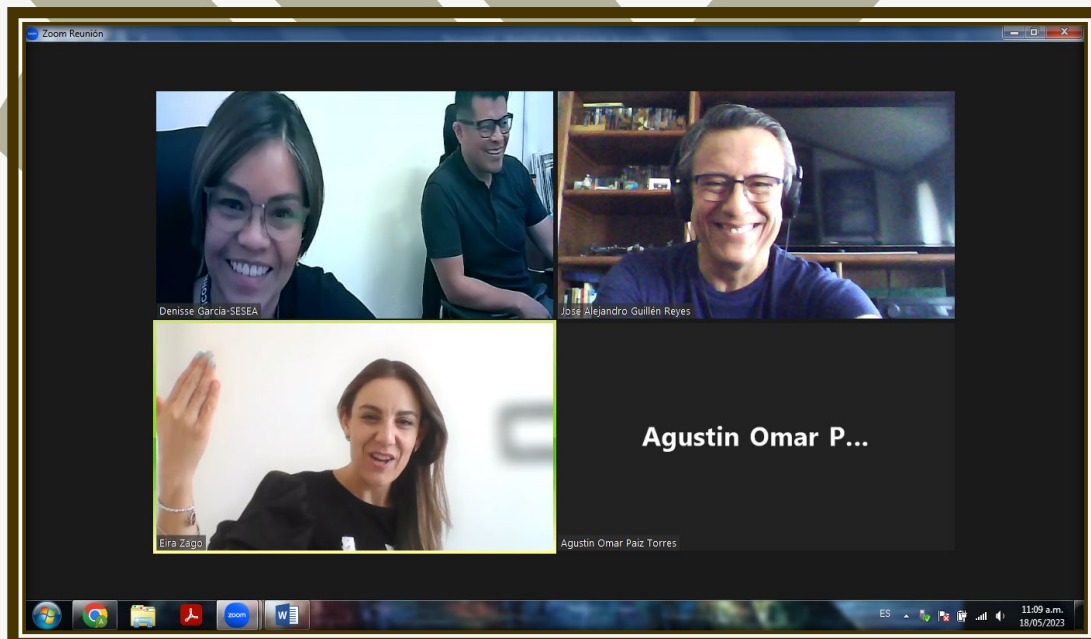 Zoom Reunión
Denisse García-SESEA
José Alejandro Guillén Reyes
Eira Zago
Agustin Omar P...
Agustin Omar Paiz Torres
zoom
W
ES
11:09 a.m.
18/05/2023